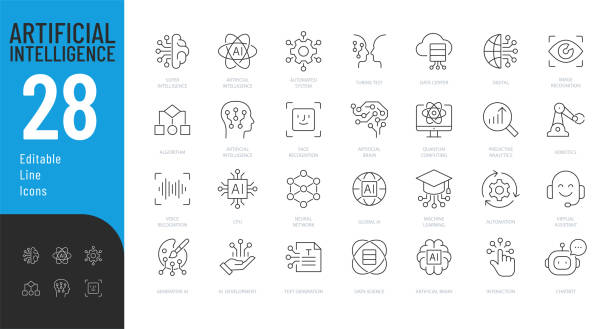 ARTIFICIAL
INTELLIGENCE
28
Editable
Line
Icons
AI
SUPER
INTELLIGENCE
ARTIFICIAL
INTELLIGENCE
AUTOMATED
SYSTEM
TURING TEST
DATA CENTER
DIGITAL
IMAGE
RECOGNITION
ALGORITHM
ARTIFICIAL
INTELLIGENCE
FACE
RECOGNITION
ARTIFICIAL
BRAIN
QUANTUM
COMPUTING
PREDICTIVE
ANALYTICS
ROBOTICS
AI
AI
VOICE
RECOGNITION
CPU
NEURAL
NETWORK
GLOBAL AI
MACHINE
LEARNING
AUTOMATION
VIRTUAL
ASSISTANT
T
AI
GENERATIVE AI
AI DEVELOPMENT
TEXT GENERATION
DATA SCIENCE
ARTIFICIAL BRAIN
INTERACTION
CHATBOT